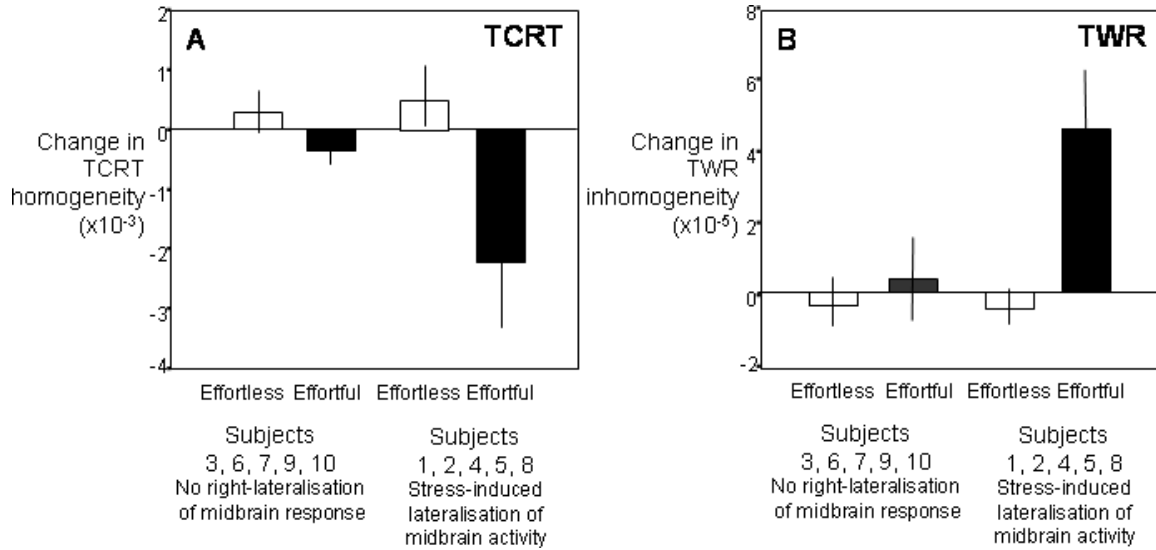 A
TCRT
2
1
0
-1
-2
-3
-4
Change in
TCRT
homogeneity
(x10⁻³)
Effortless Effortful Effortless Effortful
Subjects
3, 6, 7, 9, 10
No right-lateralisation
of midbrain response
Subjects
1, 2, 4, 5, 8
Stress-induced
lateralisation of
midbrain activity
B
TWR
8
6
4
2
0
-2
Change in
TWR
inhomogeneity
(x10⁻⁵)
Effortless Effortful Effortless Effortful
Subjects
3, 6, 7, 9, 10
No right-lateralisation
of midbrain response
Subjects
1, 2, 4, 5, 8
Stress-induced
lateralisation of
midbrain activity